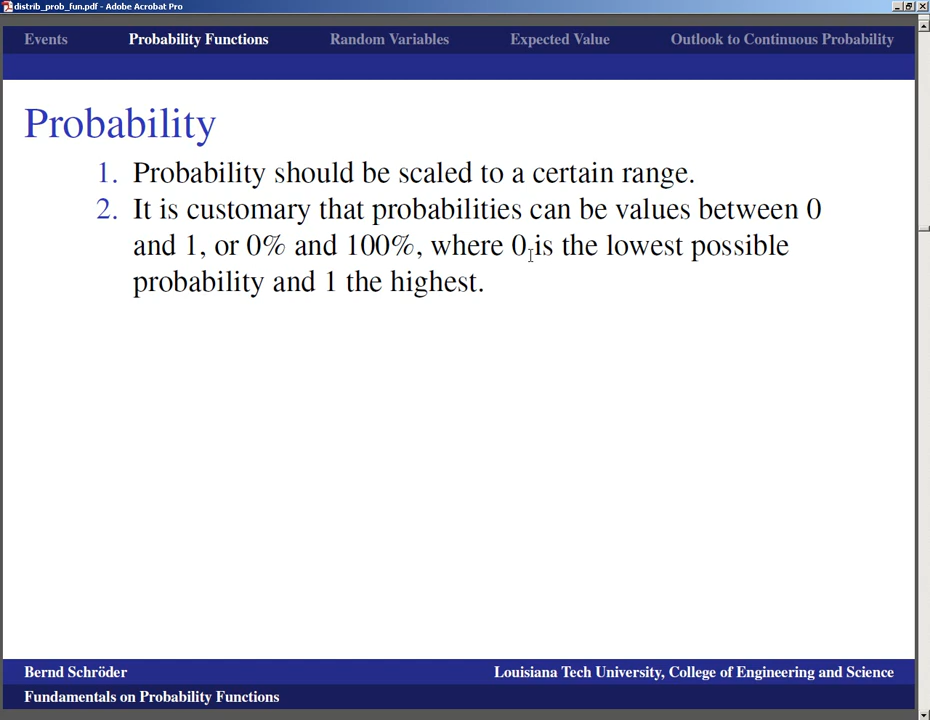 distrib_prob_fun.pdf - Adobe Acrobat Pro
Events Probability Functions Random Variables Expected Value Outlook to Continuous Probability
Probability
1. Probability should be scaled to a certain range.
2. It is customary that probabilities can be values between 0
and 1, or 0% and 100%, where 0 is the lowest possible
probability and 1 the highest.
Bernd Schröder Louisiana Tech University, College of Engineering and Science
Fundamentals on Probability Functions